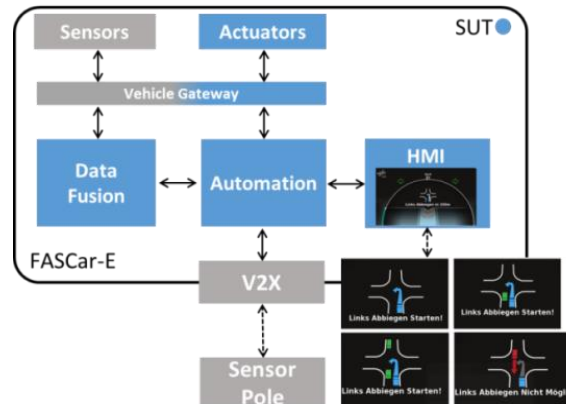 Sensors
Actuators
SUT
Vehicle Gateway
Data
Fusion
Automation
HMI
FASCar-E
V2X
Sensor
Pole
Links Abbiegen Starten!
Links Abbiegen Starten!
Links Abbiegen Starten!
Links Abbiegen Nicht Mögl